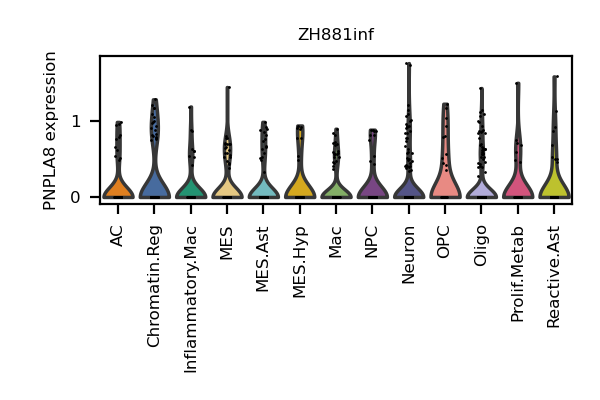 ZH881inf
PNPLA8 expression
1
0
AC
Chromatin.Reg
Inflammatory.Mac
MES
MES.Ast
MES.Hyp
Mac
NPC
Neuron
OPC
Oligo
Prolif.Metab
Reactive.Ast